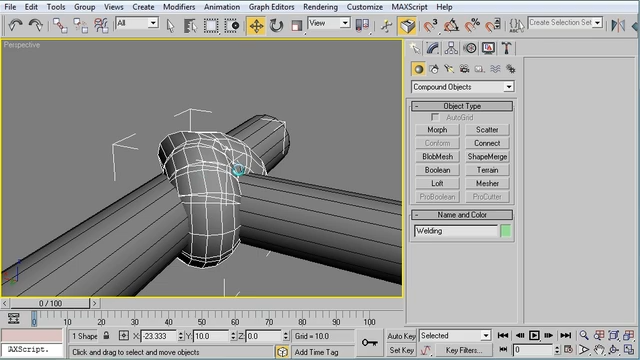 File Edit Tools Group Views Create Modifiers Animation Graph Editors Rendering Customize MAXScript Help
All View Create Selection Set
Perspective
Compound Objects
Object Type
AutoGrid
Morph Scatter
Conform Connect
BlobMesh ShapeMerge
Boolean Terrain
Loft Mesher
ProBoolean ProCutter
Name and Color
Welding
0 / 100
0 10 20 30 40 50 60 70 80 90 100
AXScript. 1 Shape X: -23.333 Y: 10.0 Z: 0.0 Grid = 10.0 Auto Key Selected
Click and drag to select and move objects Add Time Tag Set Key Key Filters... 0